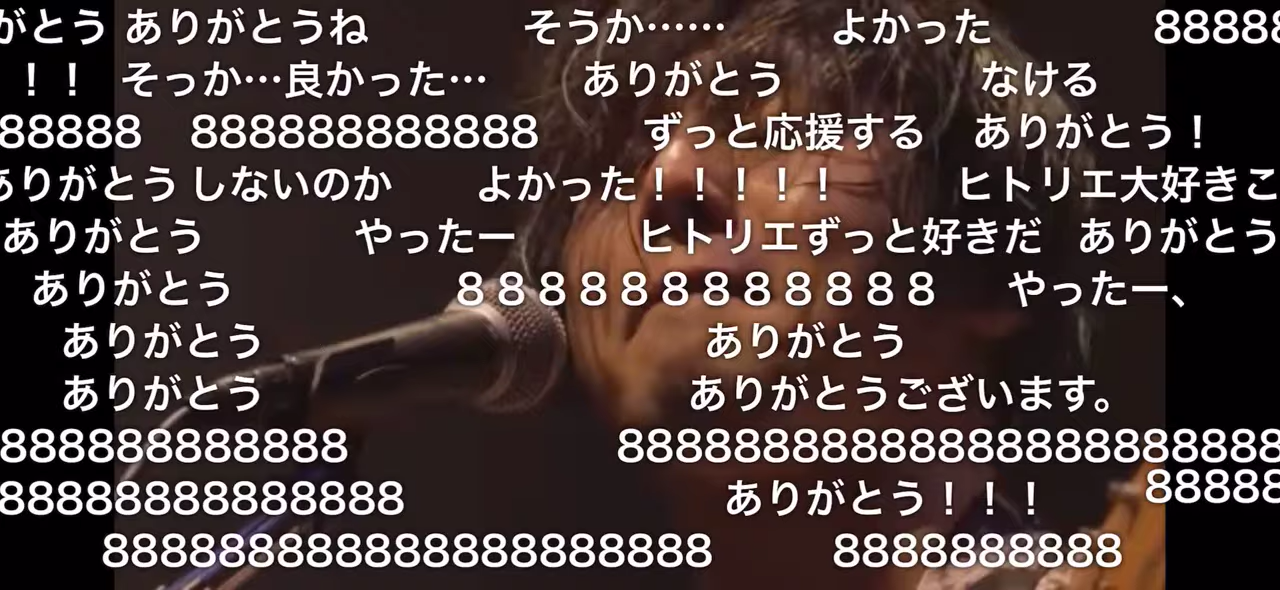 がとう ありがとうね そうか…… よかった 88888
！！ そっか…良かった… ありがとう なける
88888 888888888888 ずっと応援する ありがとう！
ありがとう しないのか よかった！！！！！ ヒトリエ大好きこ
ありがとう やったー ヒトリエずっと好きだ ありがとう
ありがとう ８８８８８８８８８８８８ やったー、
ありがとう ありがとう
ありがとう ありがとうございます。
888888888888 88888888888888888888888
88888888888888 ありがとう！！！ 88888
888888888888888888888 8888888888